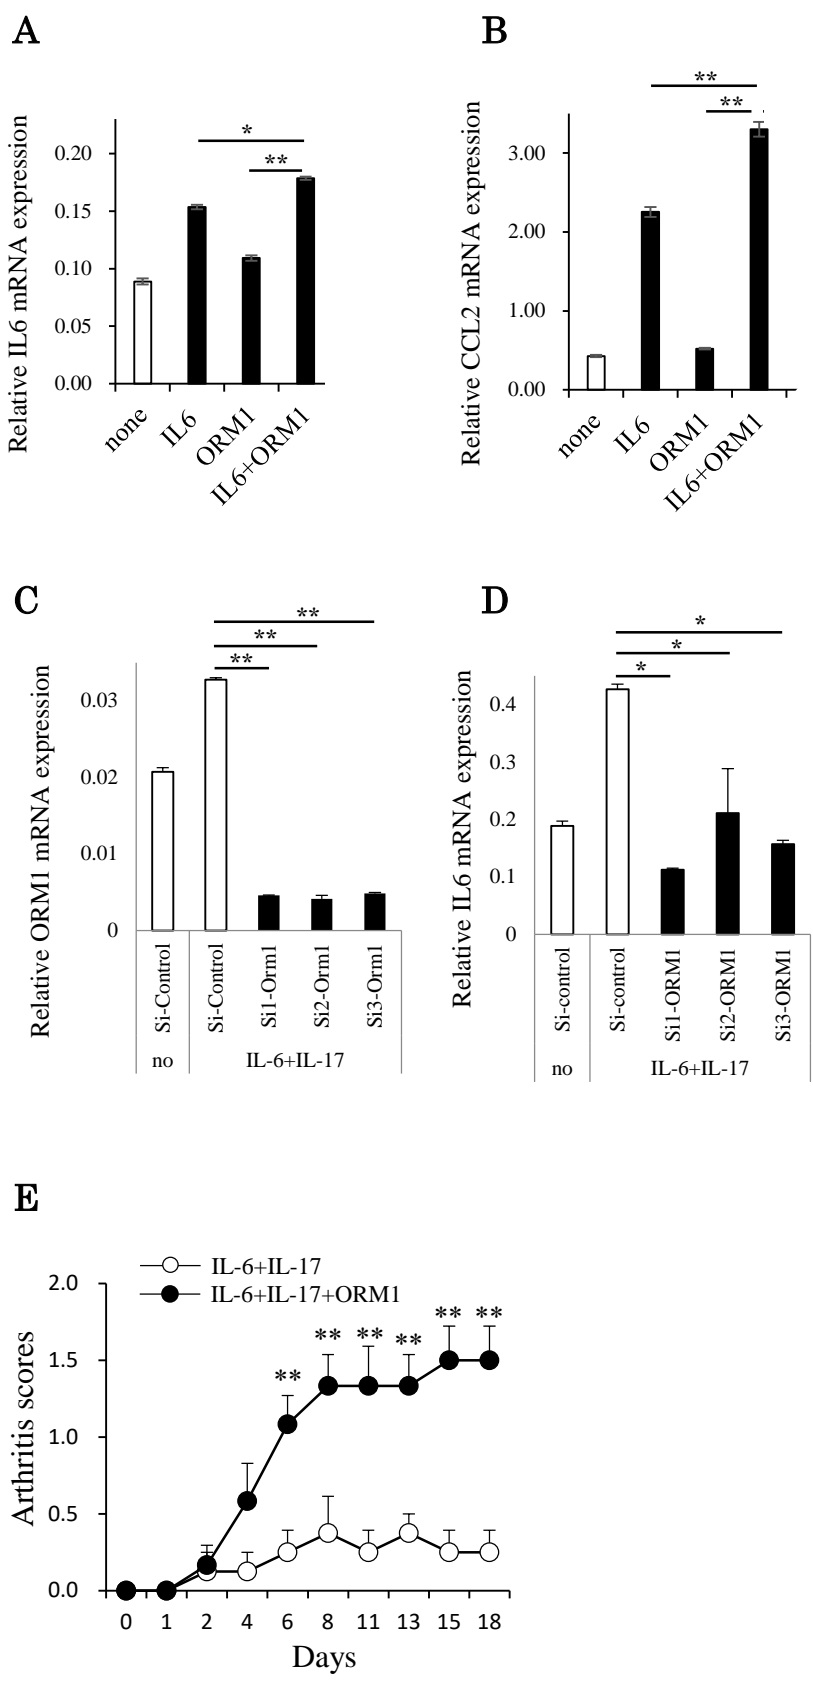 A
Relative IL6 mRNA expression
0.20
0.15
0.10
0.05
0.00
*
**
none
IL6
ORM1
IL6+ORM1
B
Relative CCL2 mRNA expression
3.00
2.00
1.00
0.00
**
**
none
IL6
ORM1
IL6+ORM1
C
Relative ORM1 mRNA expression
0.03
0.02
0.01
0
**
**
**
Si-Control
Si-Control
Si1-Orm1
Si2-Orm1
Si3-Orm1
no
IL-6+IL-17
D
Relative IL6 mRNA expression
0.4
0.3
0.2
0.1
0
*
*
*
Si-control
Si-control
Si1-ORM1
Si2-ORM1
Si3-ORM1
no
IL-6+IL-17
E
IL-6+IL-17
IL-6+IL-17+ORM1
Arthritis scores
2.0
1.5
1.0
0.5
0.0
** ** ** ** ** **
0 1 2 4 6 8 11 13 15 18
Days